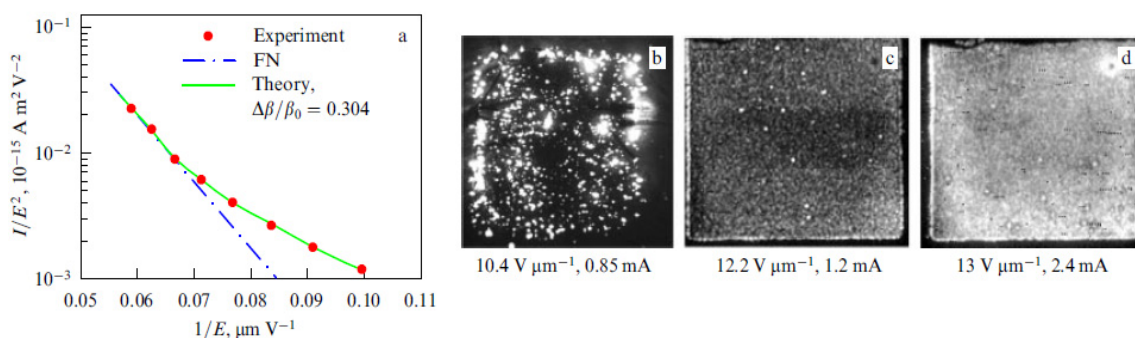 10⁻¹
10⁻²
10⁻³
I/E², 10⁻¹⁵ A m² V⁻²
Experiment
FN
Theory,
Δβ/β₀ = 0.304
a
0.05 0.06 0.07 0.08 0.09 0.10 0.11
1/E, μm V⁻¹
b
10.4 V μm⁻¹, 0.85 mA
c
12.2 V μm⁻¹, 1.2 mA
d
13 V μm⁻¹, 2.4 mA